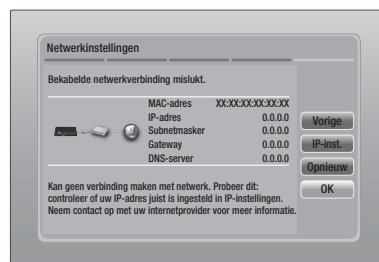 Netwerkinstellingen
Bekabelde netwerkverbinding mislukt.
MAC-adres XX:XX:XX:XX:XX:XX
IP-adres 0.0.0.0
Subnetmasker 0.0.0.0
Gateway 0.0.0.0
DNS-server 0.0.0.0
Vorige
IP-inst.
Opnieuw
OK
Kan geen verbinding maken met netwerk. Probeer dit:
controleer of uw IP-adres juist is ingesteld in IP-instellingen.
Neem contact op met uw internetprovider voor meer informatie.